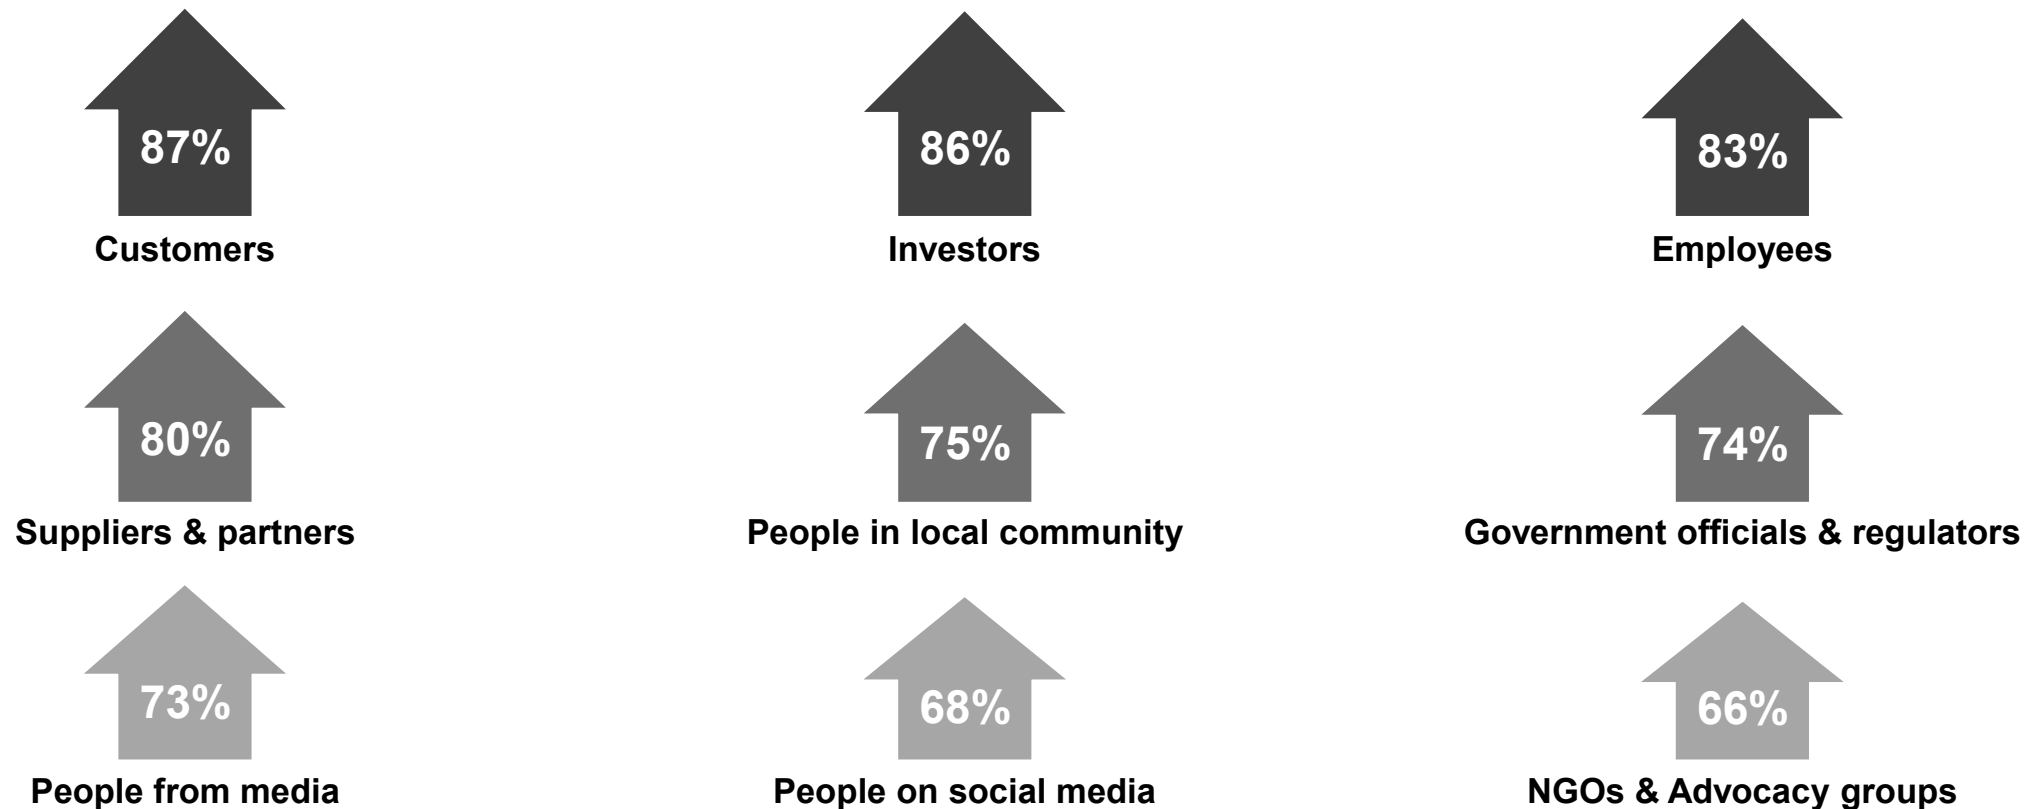 87%
86%
83%
Customers
Investors
Employees
80%
75%
74%
Suppliers & partners
People in local community
Government officials & regulators
73%
68%
66%
People from media
People on social media
NGOs & Advocacy groups